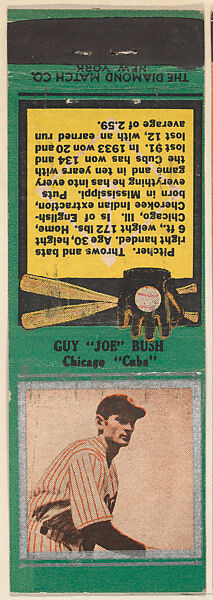 THE DIAMOND MATCH CO.
NEW YORK
Pitcher. Throws and bats
right handed. Age 30, height
6 ft., weight 172 lbs. Home,
Chicago, Ill. Is of English-
Cherokee Indian extraction,
born in Mississippi. Puts
everything he has into every
game and in ten years with
the Cubs has won 134 and
lost 91. In 1933 won 20 and
lost 12, with an earned run
average of 2.59.
GUY "JOE" BUSH
Chicago "Cubs"